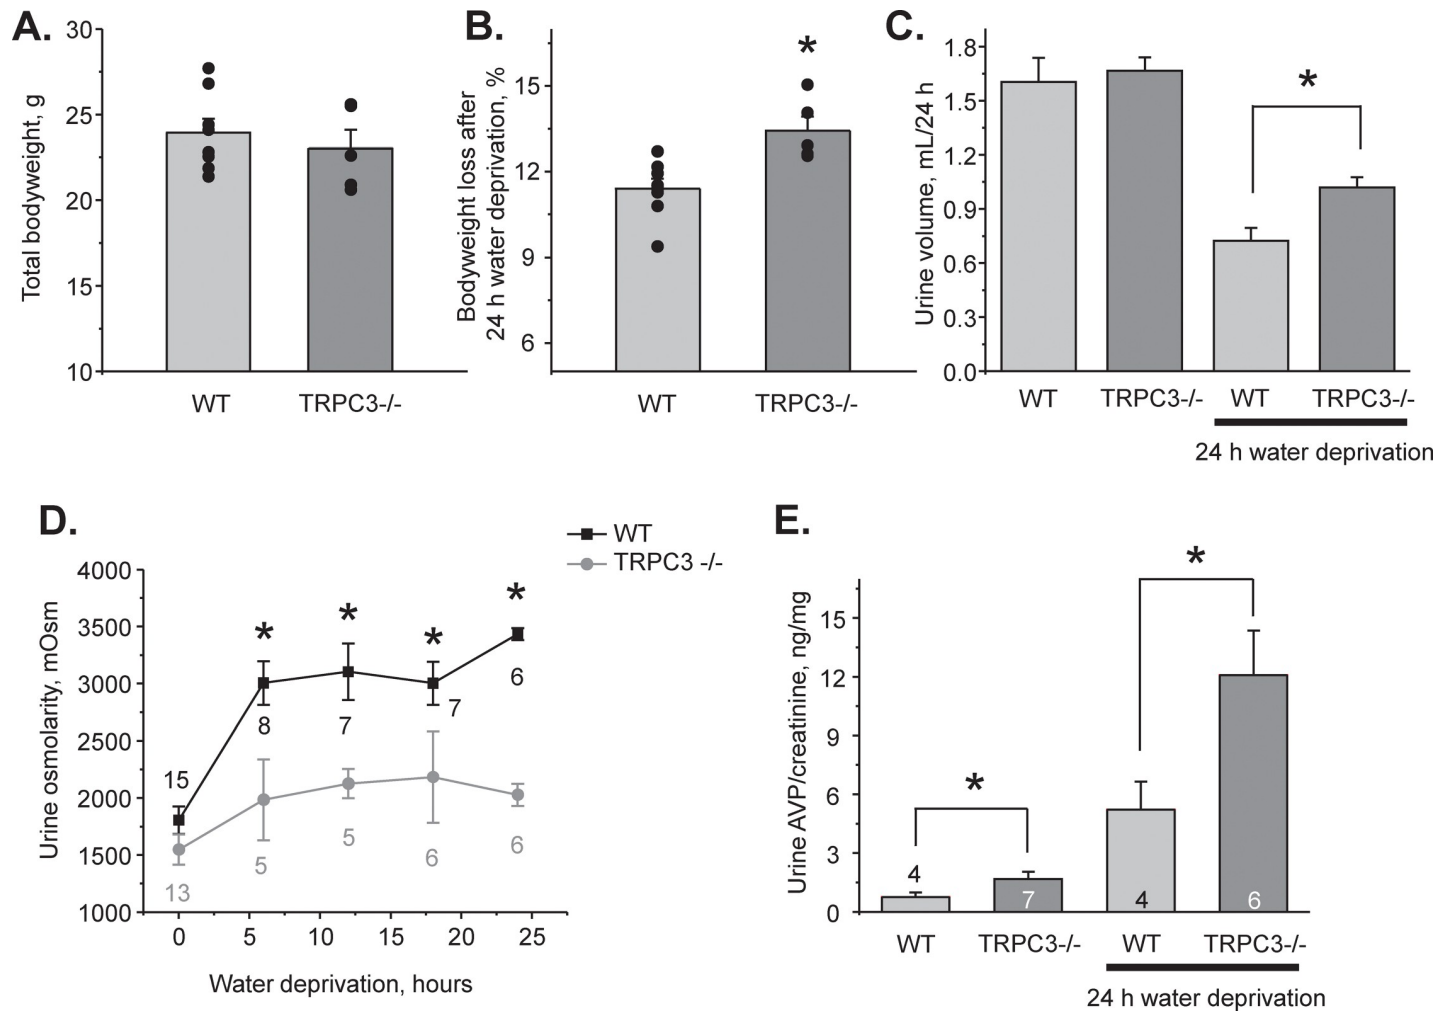 A.
Total bodyweight, g
30
25
20
15
10
WT
TRPC3-/-
B.
Bodyweight loss after
24 h water deprivation, %
15
12
9
6
*
WT
TRPC3-/-
C.
Urine volume, mL/24 h
1.8
1.5
1.2
0.9
0.6
0.3
0.0
*
WT
TRPC3-/-
WT
TRPC3-/-
24 h water deprivation
D.
WT
TRPC3 -/-
Urine osmolarity, mOsm
4000
3500
3000
2500
2000
1500
1000
* * * *
15 8 7 7 6
13 5 5 6 6
0 5 10 15 20 25
Water deprivation, hours
E.
Urine AVP/creatinine, ng/mg
15
12
9
6
3
0
*
*
4 7 4 6
WT
TRPC3-/-
WT
TRPC3-/-
24 h water deprivation